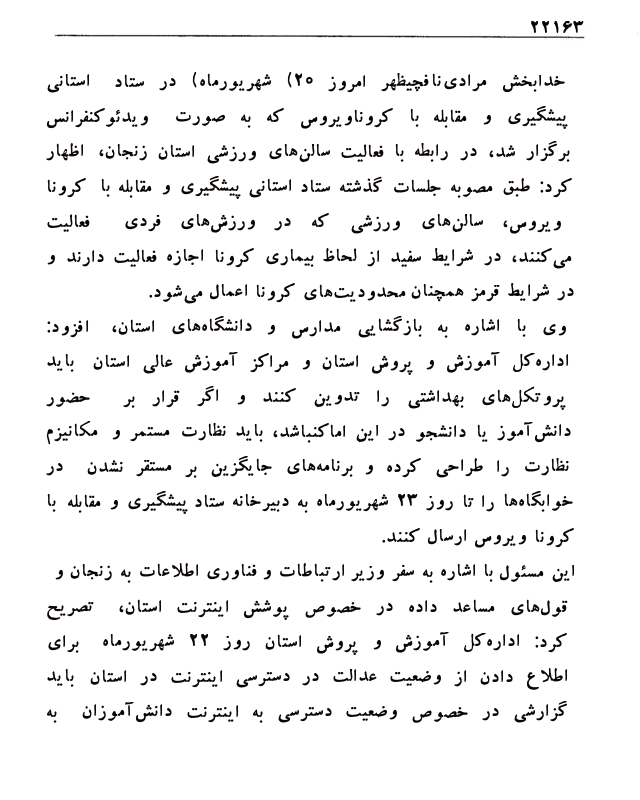 ۲۲۱۶۳
خدابخش مرادی‌نافچیظهر امروز ۲۵) شهریورماه) در ستاد استانی
پیشگیری و مقابله با کروناویروس که به صورت ویدئوکنفرانس
برگزار شد، در رابطه با فعالیت سالن‌های ورزشی استان زنجان، اظهار
کرد: طبق مصوبه جلسات گذشته ستاد استانی پیشگیری و مقابله با کرونا
ویروس، سالن‌های ورزشی که در ورزش‌های فردی فعالیت
می‌کنند، در شرایط سفید از لحاظ بیماری کرونا اجازه فعالیت دارند و
در شرایط قرمز همچنان محدودیت‌های کرونا اعمال می‌شود.
وی با اشاره به بازگشایی مدارس و دانشگاه‌های استان، افزود:
اداره‌کل آموزش و پروش استان و مراکز آموزش عالی استان باید
پروتکل‌های بهداشتی را تدوین کنند و اگر قرار بر حضور
دانش‌آموز یا دانشجو در این اماکنباشد، باید نظارت مستمر و مکانیزم
نظارت را طراحی کرده و برنامه‌های جایگزین بر مستقر نشدن در
خوابگاه‌ها را تا روز ۲۳ شهریورماه به دبیرخانه ستاد پیشگیری و مقابله با
کرونا ویروس ارسال کنند.
این مسئول با اشاره به سفر وزیر ارتباطات و فناوری اطلاعات به زنجان و
قول‌های مساعد داده در خصوص پوشش اینترنت استان، تصریح
کرد: اداره‌کل آموزش و پروش استان روز ۲۲ شهریورماه برای
اطلاع دادن از وضعیت عدالت در دسترسی اینترنت در استان باید
گزارشی در خصوص وضعیت دسترسی به اینترنت دانش‌آموزان به